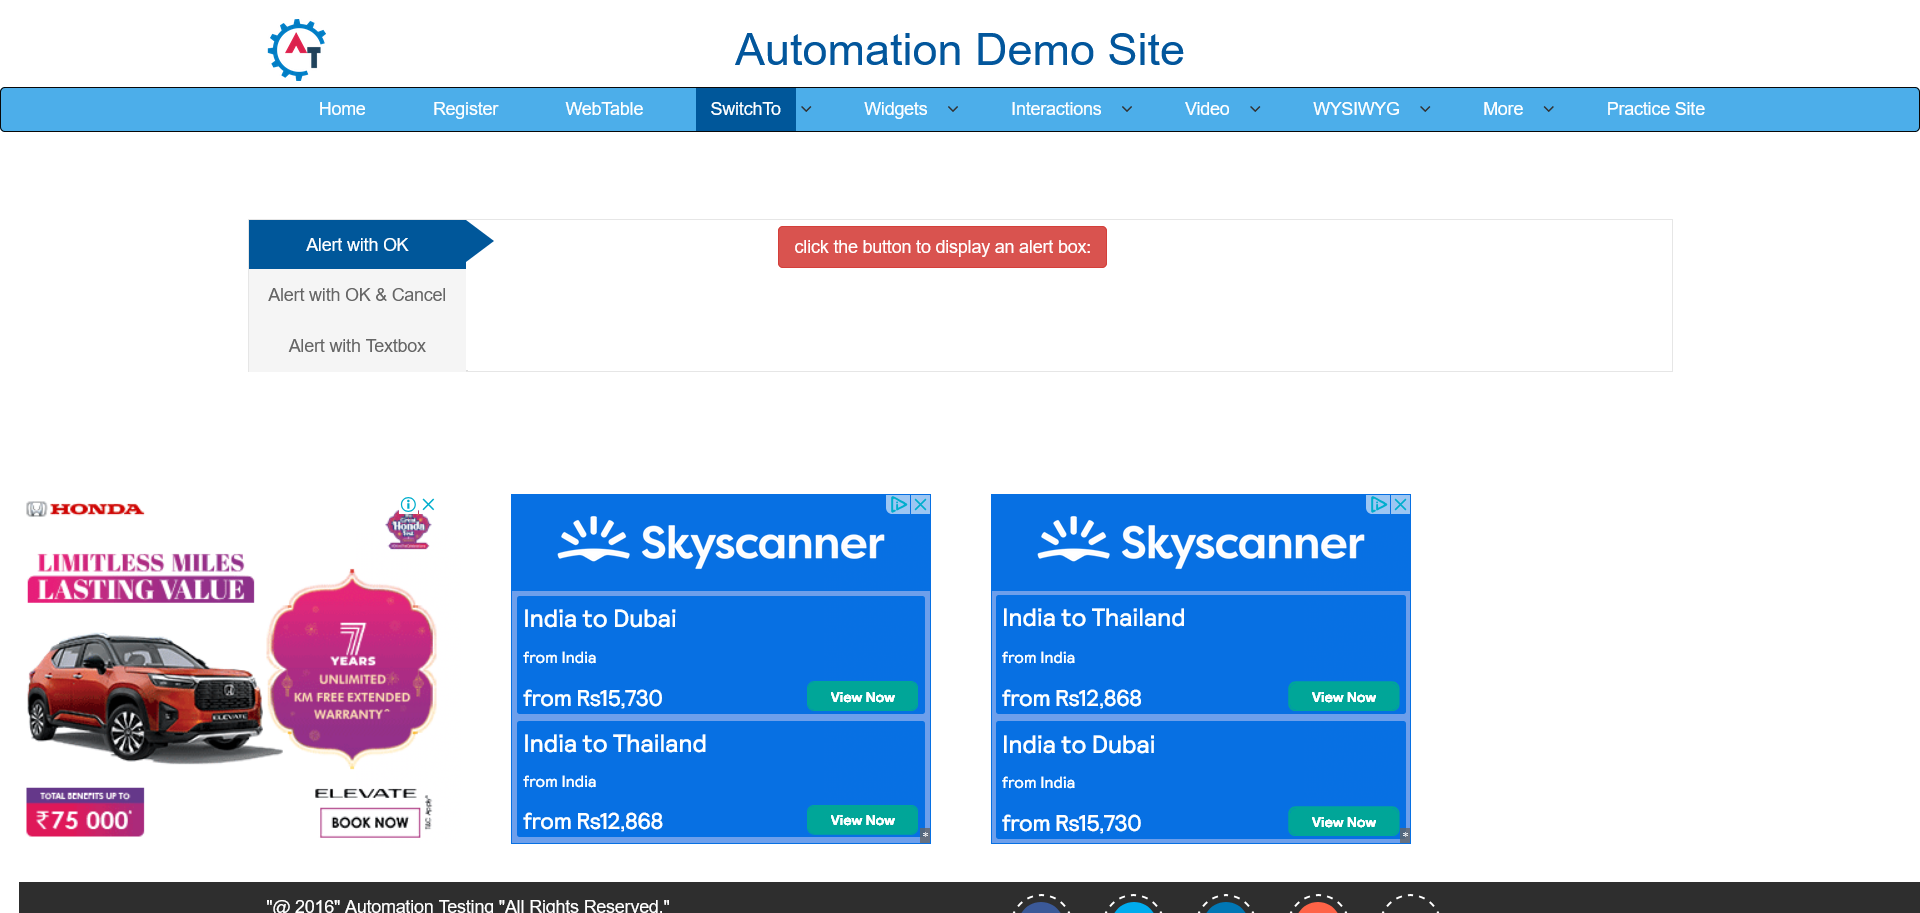 AT
Automation Demo Site
Home
Register
WebTable
SwitchTo
Widgets
Interactions
Video
WYSIWYG
More
Practice Site
Alert with OK
click the button to display an alert box:
Alert with OK & Cancel
Alert with Textbox
HONDA
Honda
LIMITLESS MILES
LASTING VALUE
7
YEARS
UNLIMITED
KM FREE EXTENDED
WARRANTY^
ELEVATE
TOTAL BENEFITS UP TO
₹75 000*
ELEVATE
BOOK NOW
T&C Apply*
Skyscanner
India to Dubai
from India
from Rs15,730
View Now
India to Thailand
from India
from Rs12,868
View Now
*
Skyscanner
India to Thailand
from India
from Rs12,868
View Now
India to Dubai
from India
from Rs15,730
View Now
*
"@ 2016" Automation Testing "All Rights Reserved."